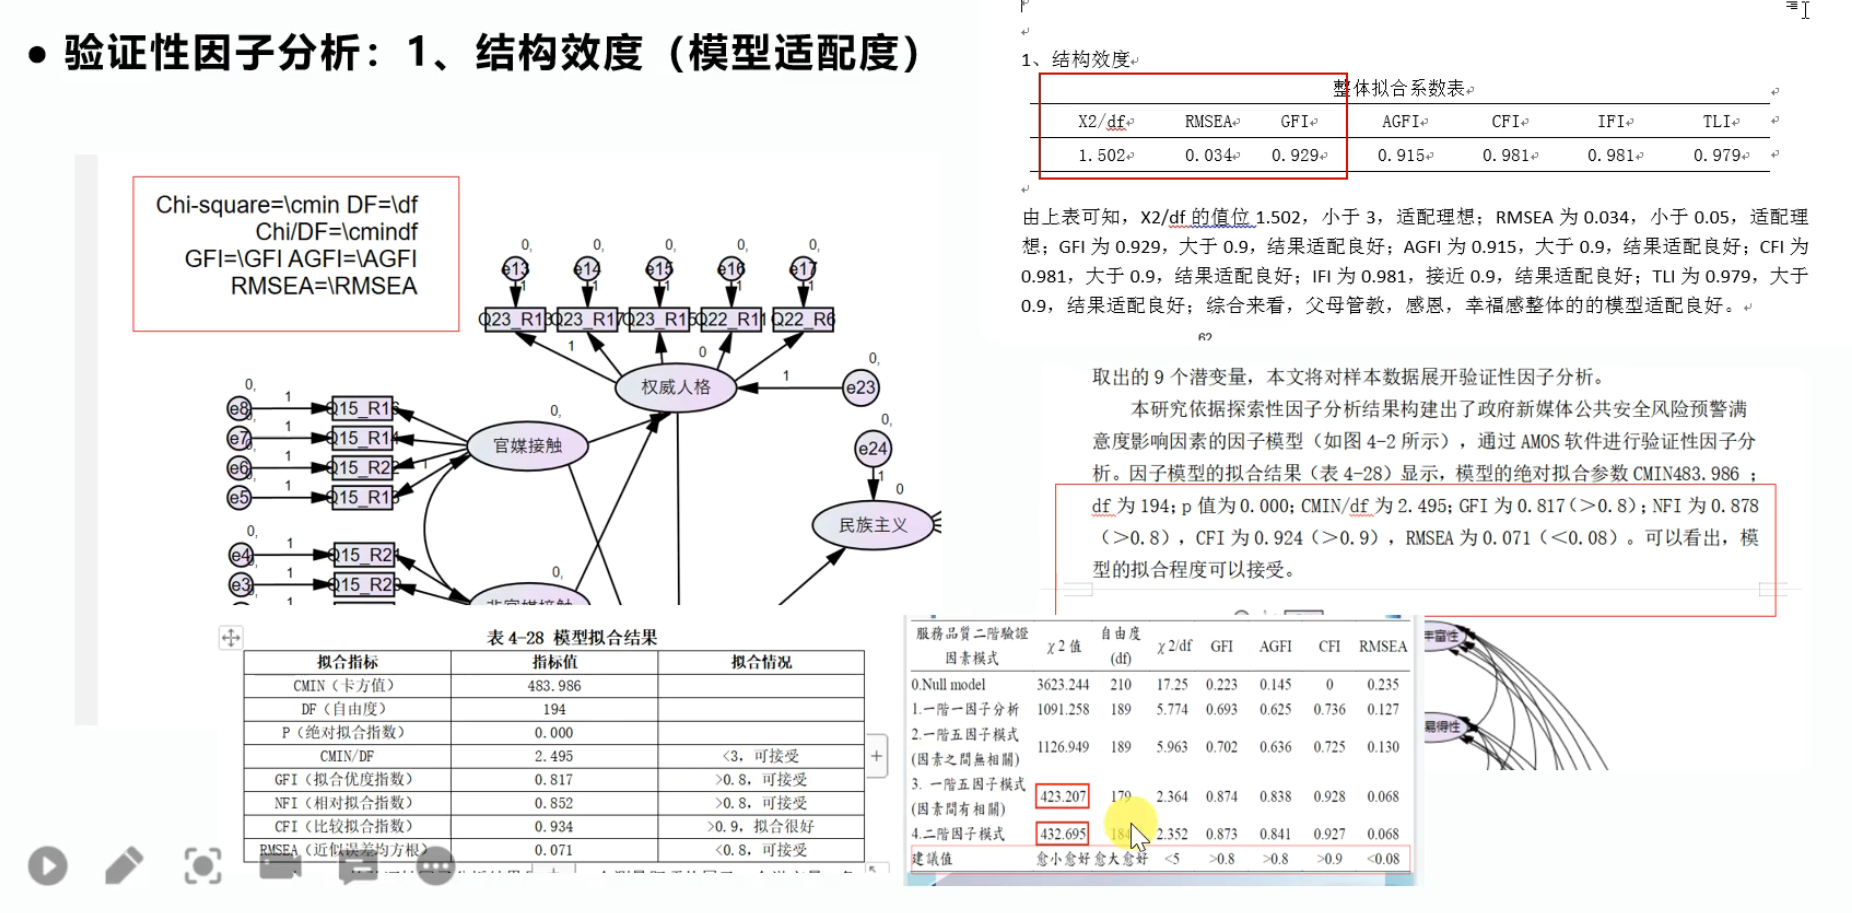 • 验证性因子分析：1、结构效度（模型适配度）
Chi-square=\cmin DF=\df
Chi/DF=\cmindf
GFI=\GFI AGFI=\AGFI
RMSEA=\RMSEA
0, 0, 0, 0, 0,
e13 e14 e15 e16 e17
1 1 1 1 1
Q23_R13 Q23_R17 Q23_R15 Q22_R11 Q22_R6
1 0
权威人格
1
0,
e23
0,
e24
1
0
民族主义
0,
官媒接触
1
0,
e8 1
e7 1 Q15_R14
e6 1
e5 1
0,
e4 1
e3 1
1
0,
非官媒接触
1、结构效度
整体拟合系数表
X2/df RMSEA GFI AGFI CFI IFI TLI
1.502 0.034 0.929 0.915 0.981 0.981 0.979
由上表可知，X2/df 的值位 1.502，小于 3，适配理想；RMSEA 为 0.034，小于 0.05，适配理
想；GFI 为 0.929，大于 0.9，结果适配良好；AGFI 为 0.915，大于 0.9，结果适配良好；CFI 为
0.981，大于 0.9，结果适配良好；IFI 为 0.981，接近 0.9，结果适配良好；TLI 为 0.979，大于
0.9，结果适配良好；综合来看，父母管教，感恩，幸福感整体的的模型适配良好。
62
取出的 9 个潜变量，本文将对样本数据展开验证性因子分析。
本研究依据探索性因子分析结果构建出了政府新媒体公共安全风险预警满
意度影响因素的因子模型（如图 4-2 所示），通过 AMOS 软件进行验证性因子分
析。因子模型的拟合结果（表 4-28）显示，模型的绝对拟合参数 CMIN483.986 ；
df 为 194；p 值为 0.000；CMIN/df 为 2.495；GFI 为 0.817（>0.8）；NFI 为 0.878
（>0.8），CFI 为 0.924（>0.9），RMSEA 为 0.071（<0.08）。可以看出，模
型的拟合程度可以接受。
表 4-28 模型拟合结果
拟合指标 指标值 拟合情况
CMIN（卡方值） 483.986
DF（自由度） 194
P（绝对拟合指数） 0.000
CMIN/DF 2.495 <3，可接受
GFI（拟合优度指数） 0.817 >0.8，可接受
NFI（相对拟合指数） 0.852 >0.8，可接受
CFI（比较拟合指数） 0.934 >0.9，拟合很好
RMSEA（近似误差均方根） 0.071 <0.8，可接受
服務品質二階驗證因素模式 χ2 值 自由度(df) χ2/df GFI AGFI CFI RMSEA
0.Null model 3623.244 210 17.25 0.223 0.145 0 0.235
1.一階一因子分析 1091.258 189 5.774 0.693 0.625 0.736 0.127
2.一階五因子模式(因素之間無相關) 1126.949 189 5.963 0.702 0.636 0.725 0.130
3. 一階五因子模式(因素間有相關) 423.207 179 2.364 0.874 0.838 0.928 0.068
4.二階因子模式 432.695 184 2.352 0.873 0.841 0.927 0.068
建議值 愈小愈好 愈大愈好 <5 >0.8 >0.8 >0.9 <0.08
丰富性
易得性